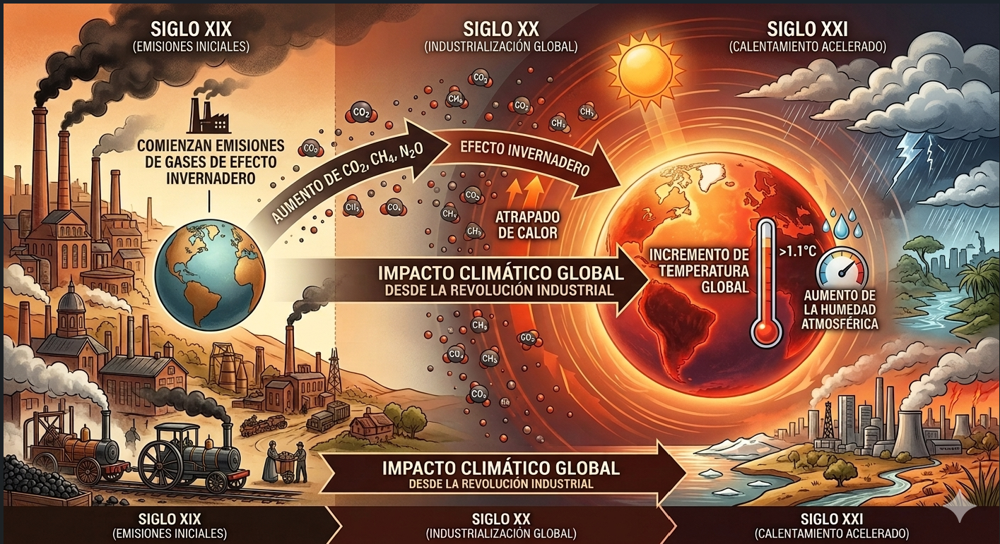 SIGLO XIX
(EMISIONES INICIALES)
SIGLO XX
(INDUSTRIALIZACIÓN GLOBAL)
SIGLO XXI
(CALENTAMIENTO ACELERADO)
COMIENZAN EMISIONES
DE GASES DE EFECTO
INVERNADERO
AUMENTO DE CO₂, CH₄, N₂O
EFECTO INVERNADERO
CO₂
CO₂
CO₂
ATRAPADO
DE CALOR
IMPACTO CLIMÁTICO GLOBAL
DESDE LA REVOLUCIÓN INDUSTRIAL
INCREMENTO DE
TEMPERATURA
GLOBAL
>1.1°C
AUMENTO DE
LA HUMEDAD
ATMOSFÉRICA
IMPACTO CLIMÁTICO GLOBAL
DESDE LA REVOLUCIÓN INDUSTRIAL
SIGLO XIX
(EMISIONES INICIALES)
SIGLO XX
(INDUSTRIALIZACIÓN GLOBAL)
SIGLO XXI
(CALENTAMIENTO ACELERADO)